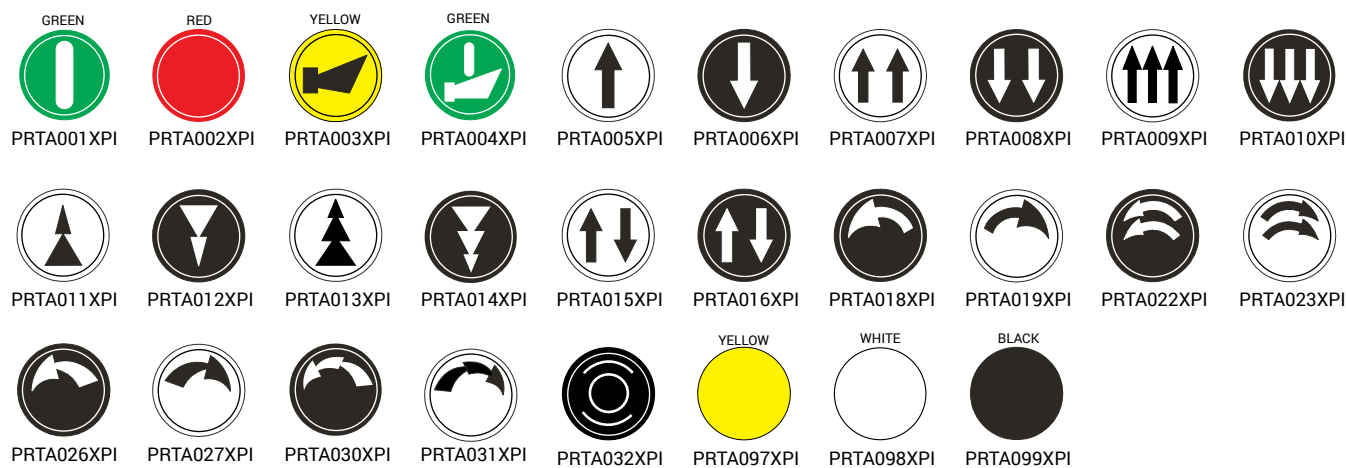 GREEN RED YELLOW GREEN
PRTA001XPI PRTA002XPI PRTA003XPI PRTA004XPI PRTA005XPI PRTA006XPI PRTA007XPI PRTA008XPI PRTA009XPI PRTA010XPI
PRTA011XPI PRTA012XPI PRTA013XPI PRTA014XPI PRTA015XPI PRTA016XPI PRTA018XPI PRTA019XPI PRTA022XPI PRTA023XPI
YELLOW WHITE BLACK
PRTA026XPI PRTA027XPI PRTA030XPI PRTA031XPI PRTA032XPI PRTA097XPI PRTA098XPI PRTA099XPI